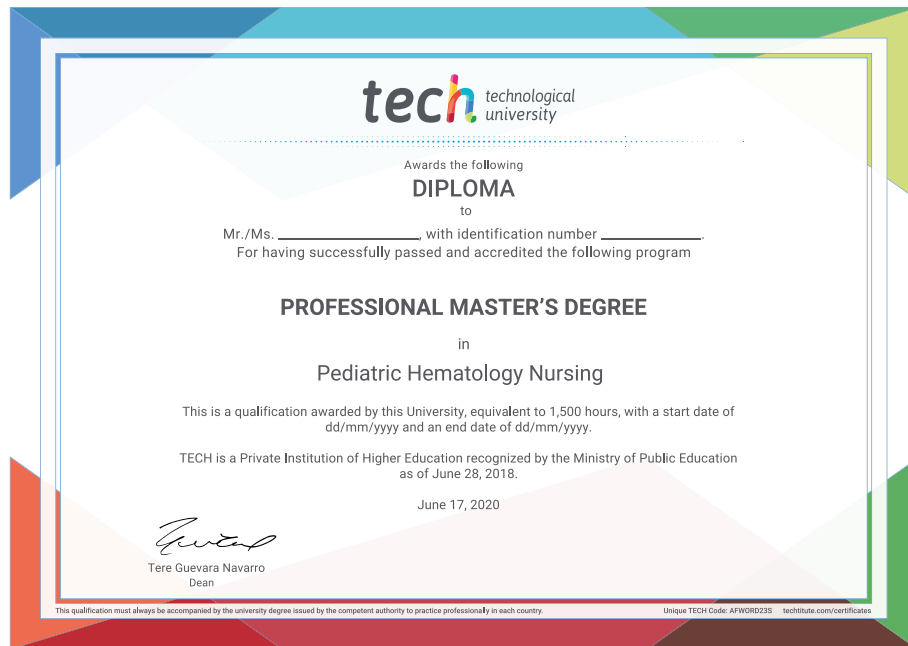 tech technological
university
Awards the following
DIPLOMA
to
Mr./Ms. ____________________, with identification number ______________.
For having successfully passed and accredited the following program
PROFESSIONAL MASTER'S DEGREE
in
Pediatric Hematology Nursing
This is a qualification awarded by this University, equivalent to 1,500 hours, with a start date of
dd/mm/yyyy and an end date of dd/mm/yyyy.
TECH is a Private Institution of Higher Education recognized by the Ministry of Public Education
as of June 28, 2018.
June 17, 2020
Tere Guevara Navarro
Dean
This qualification must always be accompanied by the university degree issued by the competent authority to practice professionally in each country. Unique TECH Code: AFWORD23S techtitute.com/certificates